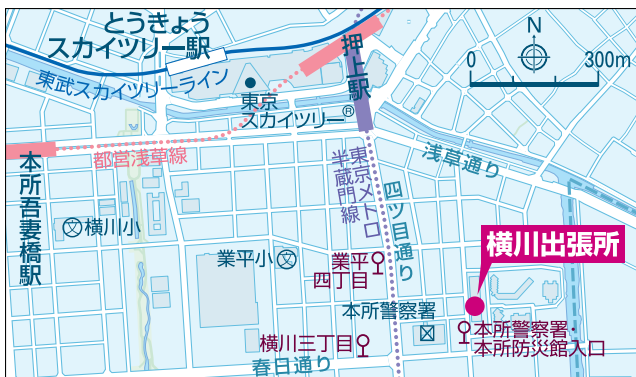 とうきょう
スカイツリー駅
東武スカイツリーライン
押上駅
N
0
300m
東京
スカイツリー®
都営浅草線
本所吾妻橋駅
東京メトロ
半蔵門線
四ツ目通り
浅草通り
文
横川小
業平小
文
業平
四丁目
横川出張所
本所警察署
本所警察署・
本所防災館入口
横川三丁目
春日通り